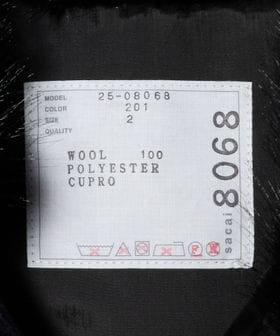 MODEL 25-08068
COLOR 201
SIZE 2
QUALITY
WOOL 100
POLYESTER
CUPRO
sacai 8068